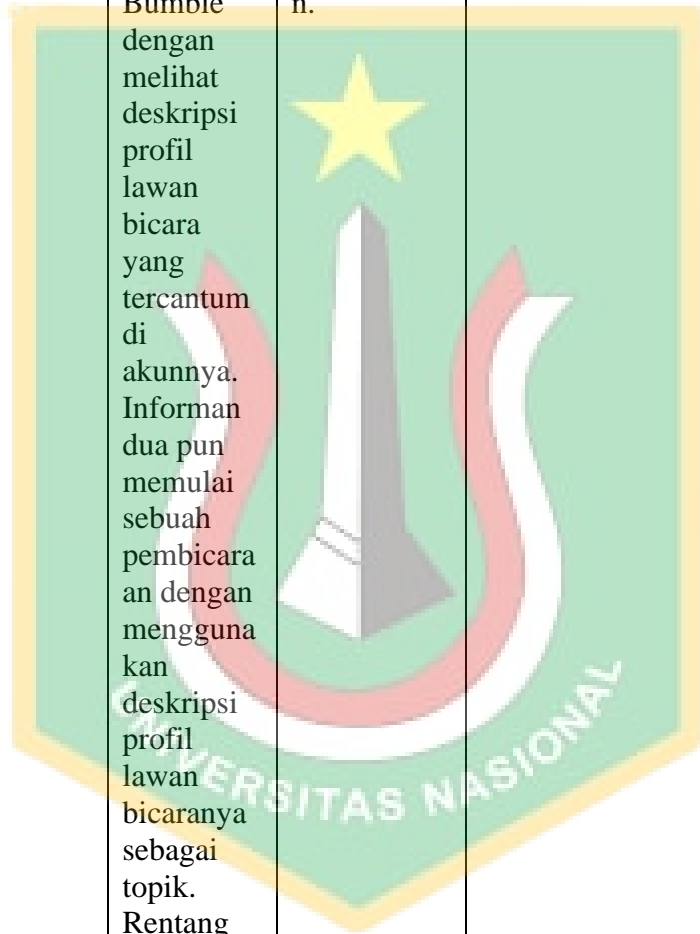 Bumble n.
dengan
melihat
deskripsi
profil
lawan
bicara
yang
tercantum
di
akunnya.
Informan
dua pun
memulai
sebuah
pembicara
an dengan
mengguna
kan
deskripsi
profil
lawan
bicaranya
sebagai
topik.
Rentang
UNIVERSITAS NASIONAL